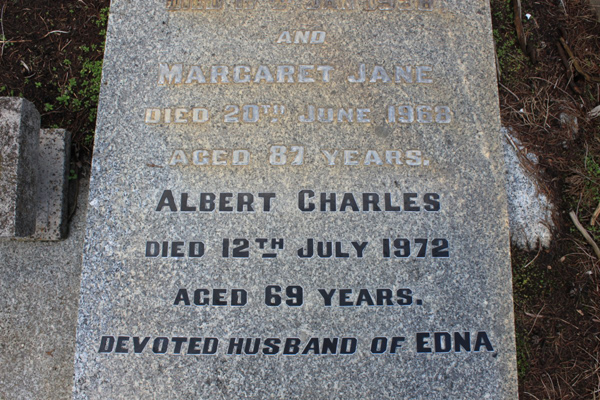 AND
MARGARET JANE
DIED 20TH JUNE 1968
AGED 87 YEARS.
ALBERT CHARLES
DIED 12TH JULY 1972
AGED 69 YEARS.
DEVOTED HUSBAND OF EDNA.